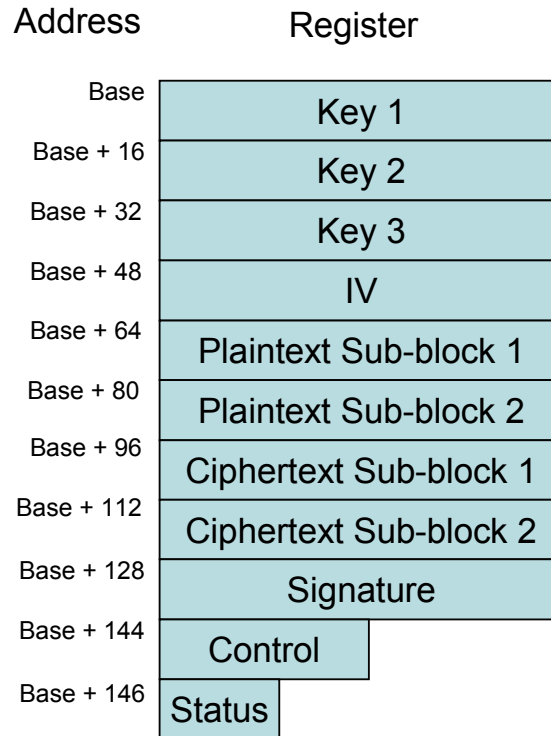 Address Register
Base Key 1
Base + 16 Key 2
Base + 32 Key 3
Base + 48 IV
Base + 64 Plaintext Sub-block 1
Base + 80 Plaintext Sub-block 2
Base + 96 Ciphertext Sub-block 1
Base + 112 Ciphertext Sub-block 2
Base + 128 Signature
Base + 144 Control
Base + 146 Status